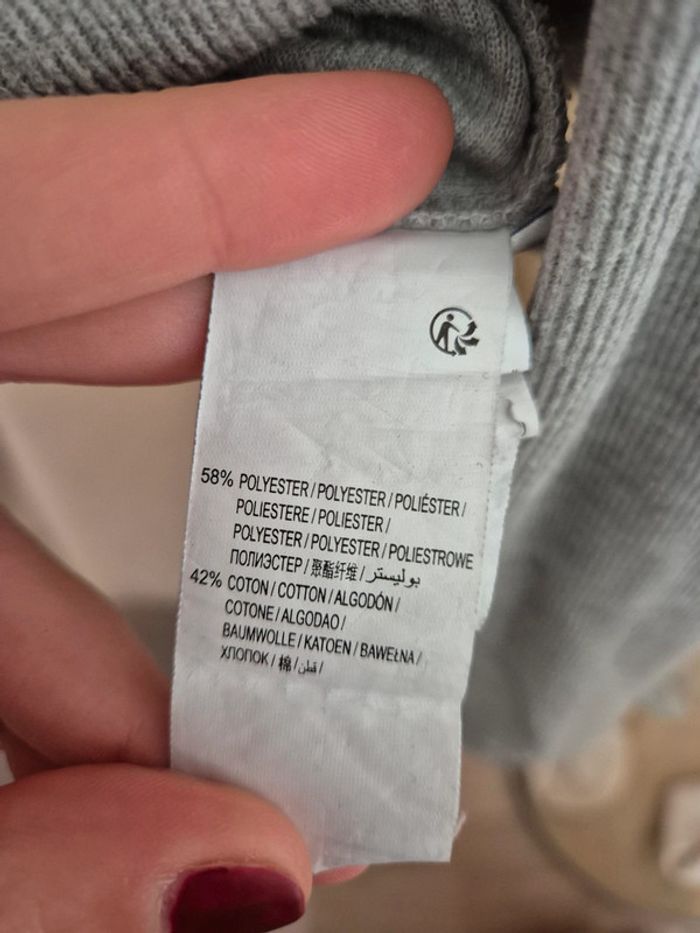 58% POLYESTER / POLYESTER / POLIÉSTER /
POLIESTERE / POLIESTER /
POLYESTER / POLYESTER / POLIESTROWE
ПОЛИЭСТЕР / 聚酯纤维 / بوليستر
42% COTON / COTTON / ALGODÓN /
COTONE / ALGODAO /
BAUMWOLLE / KATOEN / BAWEŁNA /
ХЛОПОК / 棉 / قطن /